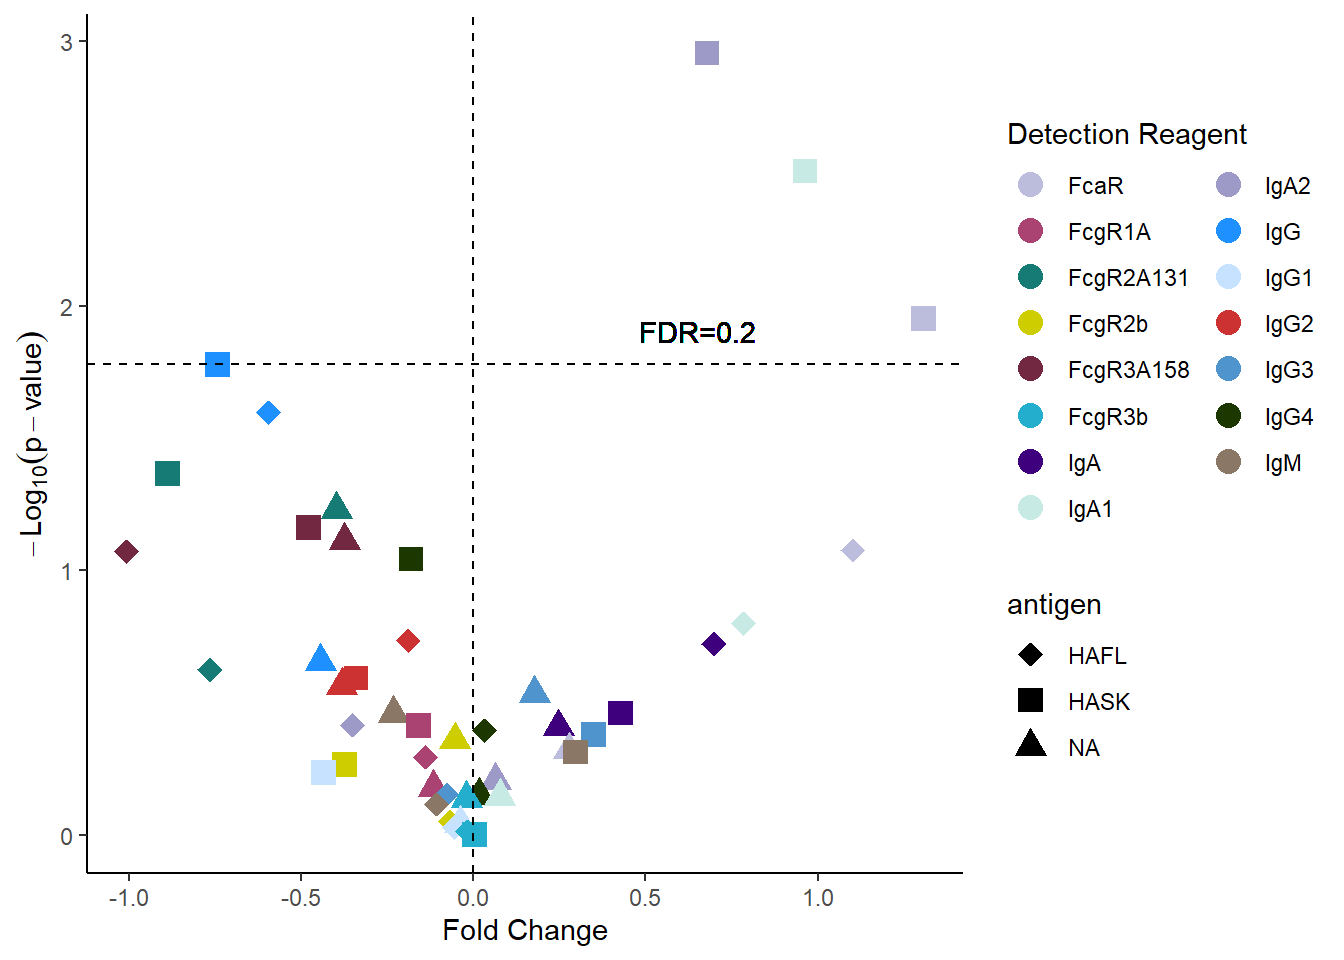 3
2
1
0
-1.0
-0.5
0.0
0.5
1.0
Fold Change
−Log10(p−value)
FDR=0.2
Detection Reagent
FcaR
FcgR1A
FcgR2A131
FcgR2b
FcgR3A158
FcgR3b
IgA
IgA1
IgA2
IgG
IgG1
IgG2
IgG3
IgG4
IgM
antigen
HAFL
HASK
NA